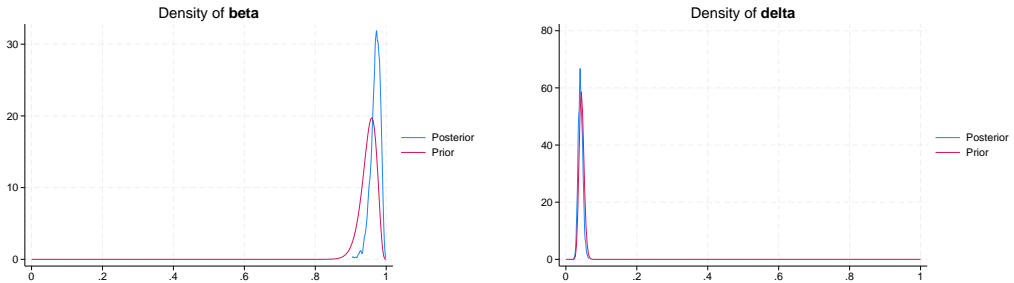 Density of beta
30
20
10
0
0 .2 .4 .6 .8 1
Posterior
Prior
Density of delta
80
60
40
20
0
0 .2 .4 .6 .8 1
Posterior
Prior